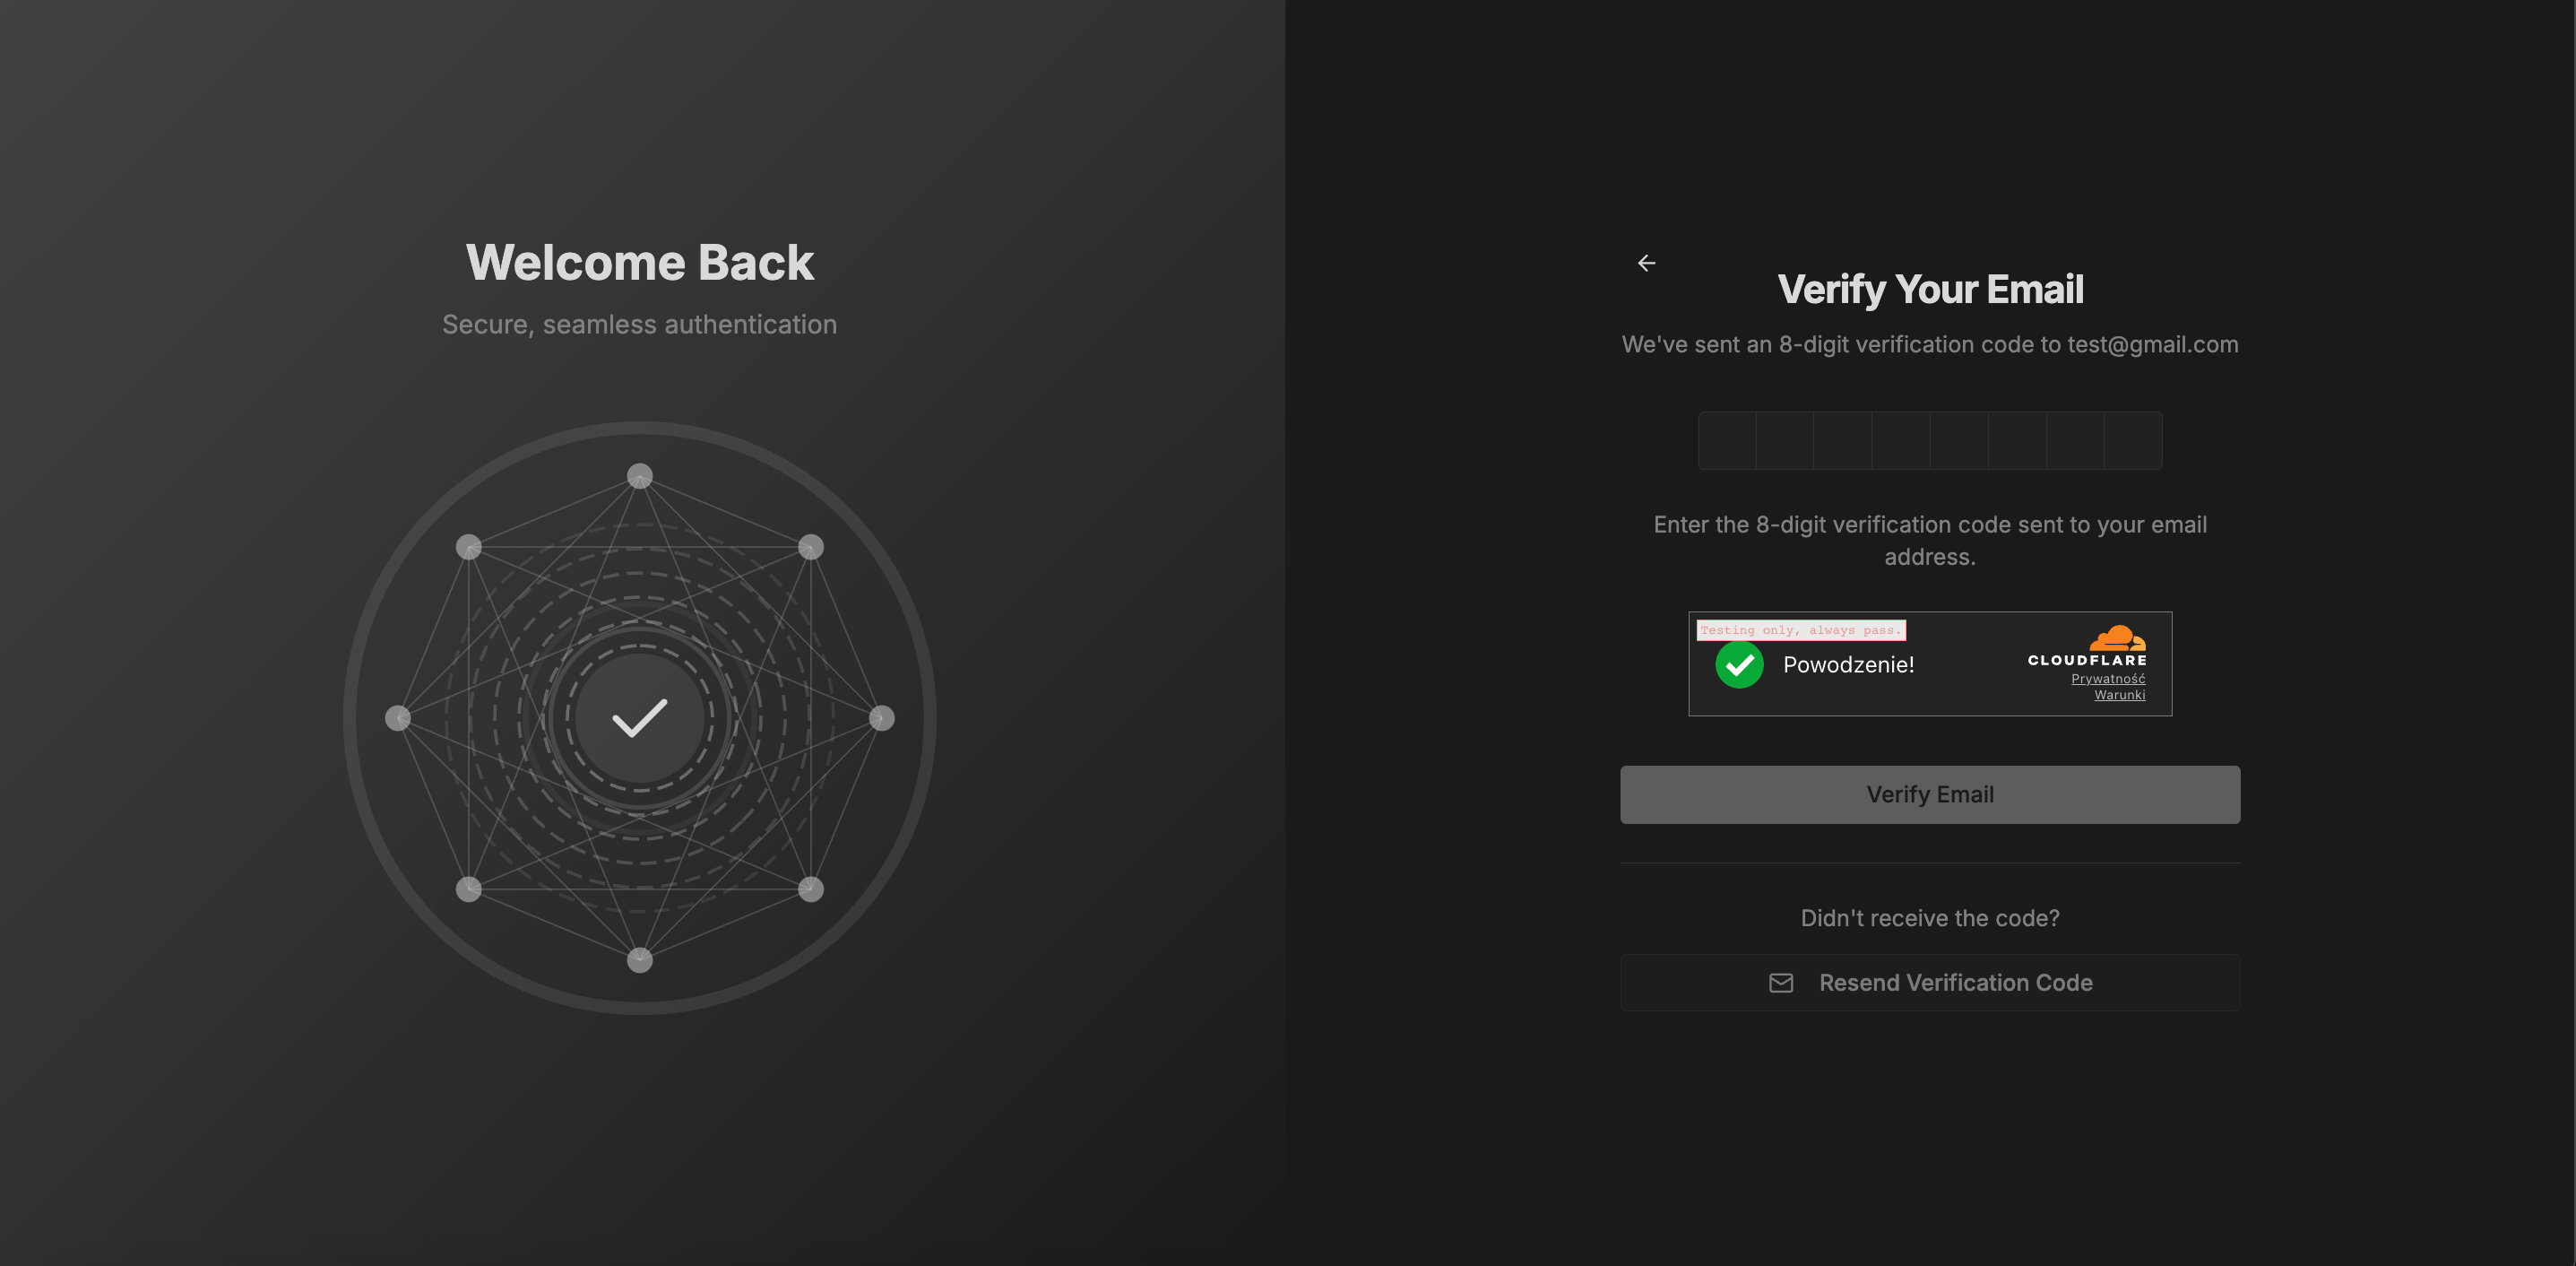 Welcome Back
Secure, seamless authentication
Verify Your Email
We've sent an 8-digit verification code to test@gmail.com
Enter the 8-digit verification code sent to your email
address.
Testing only, always pass.
Powodzenie!
CLOUDFLARE
Prywatność
Warunki
Verify Email
Didn't receive the code?
Resend Verification Code